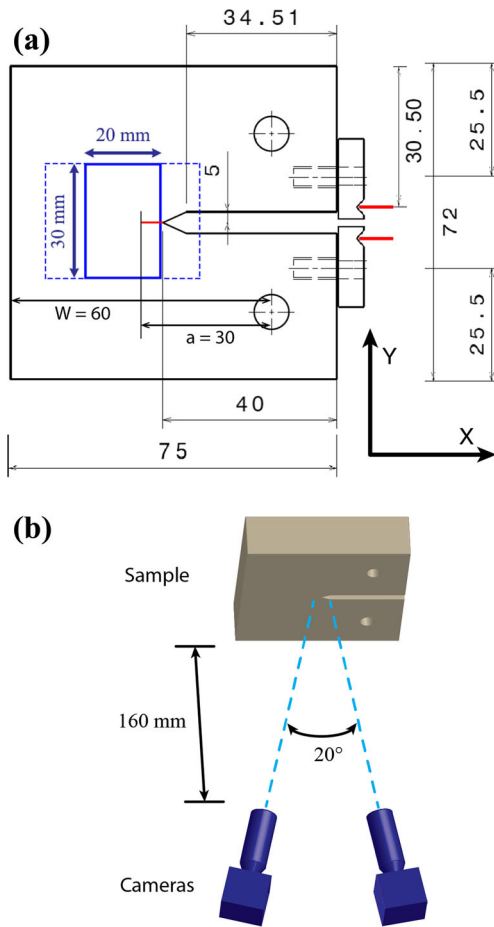 (a)
34.51
20 mm
30 mm
5
30.50
25.5
72
25.5
W = 60
a = 30
40
75
Y
X
(b)
Sample
160 mm
20°
Cameras